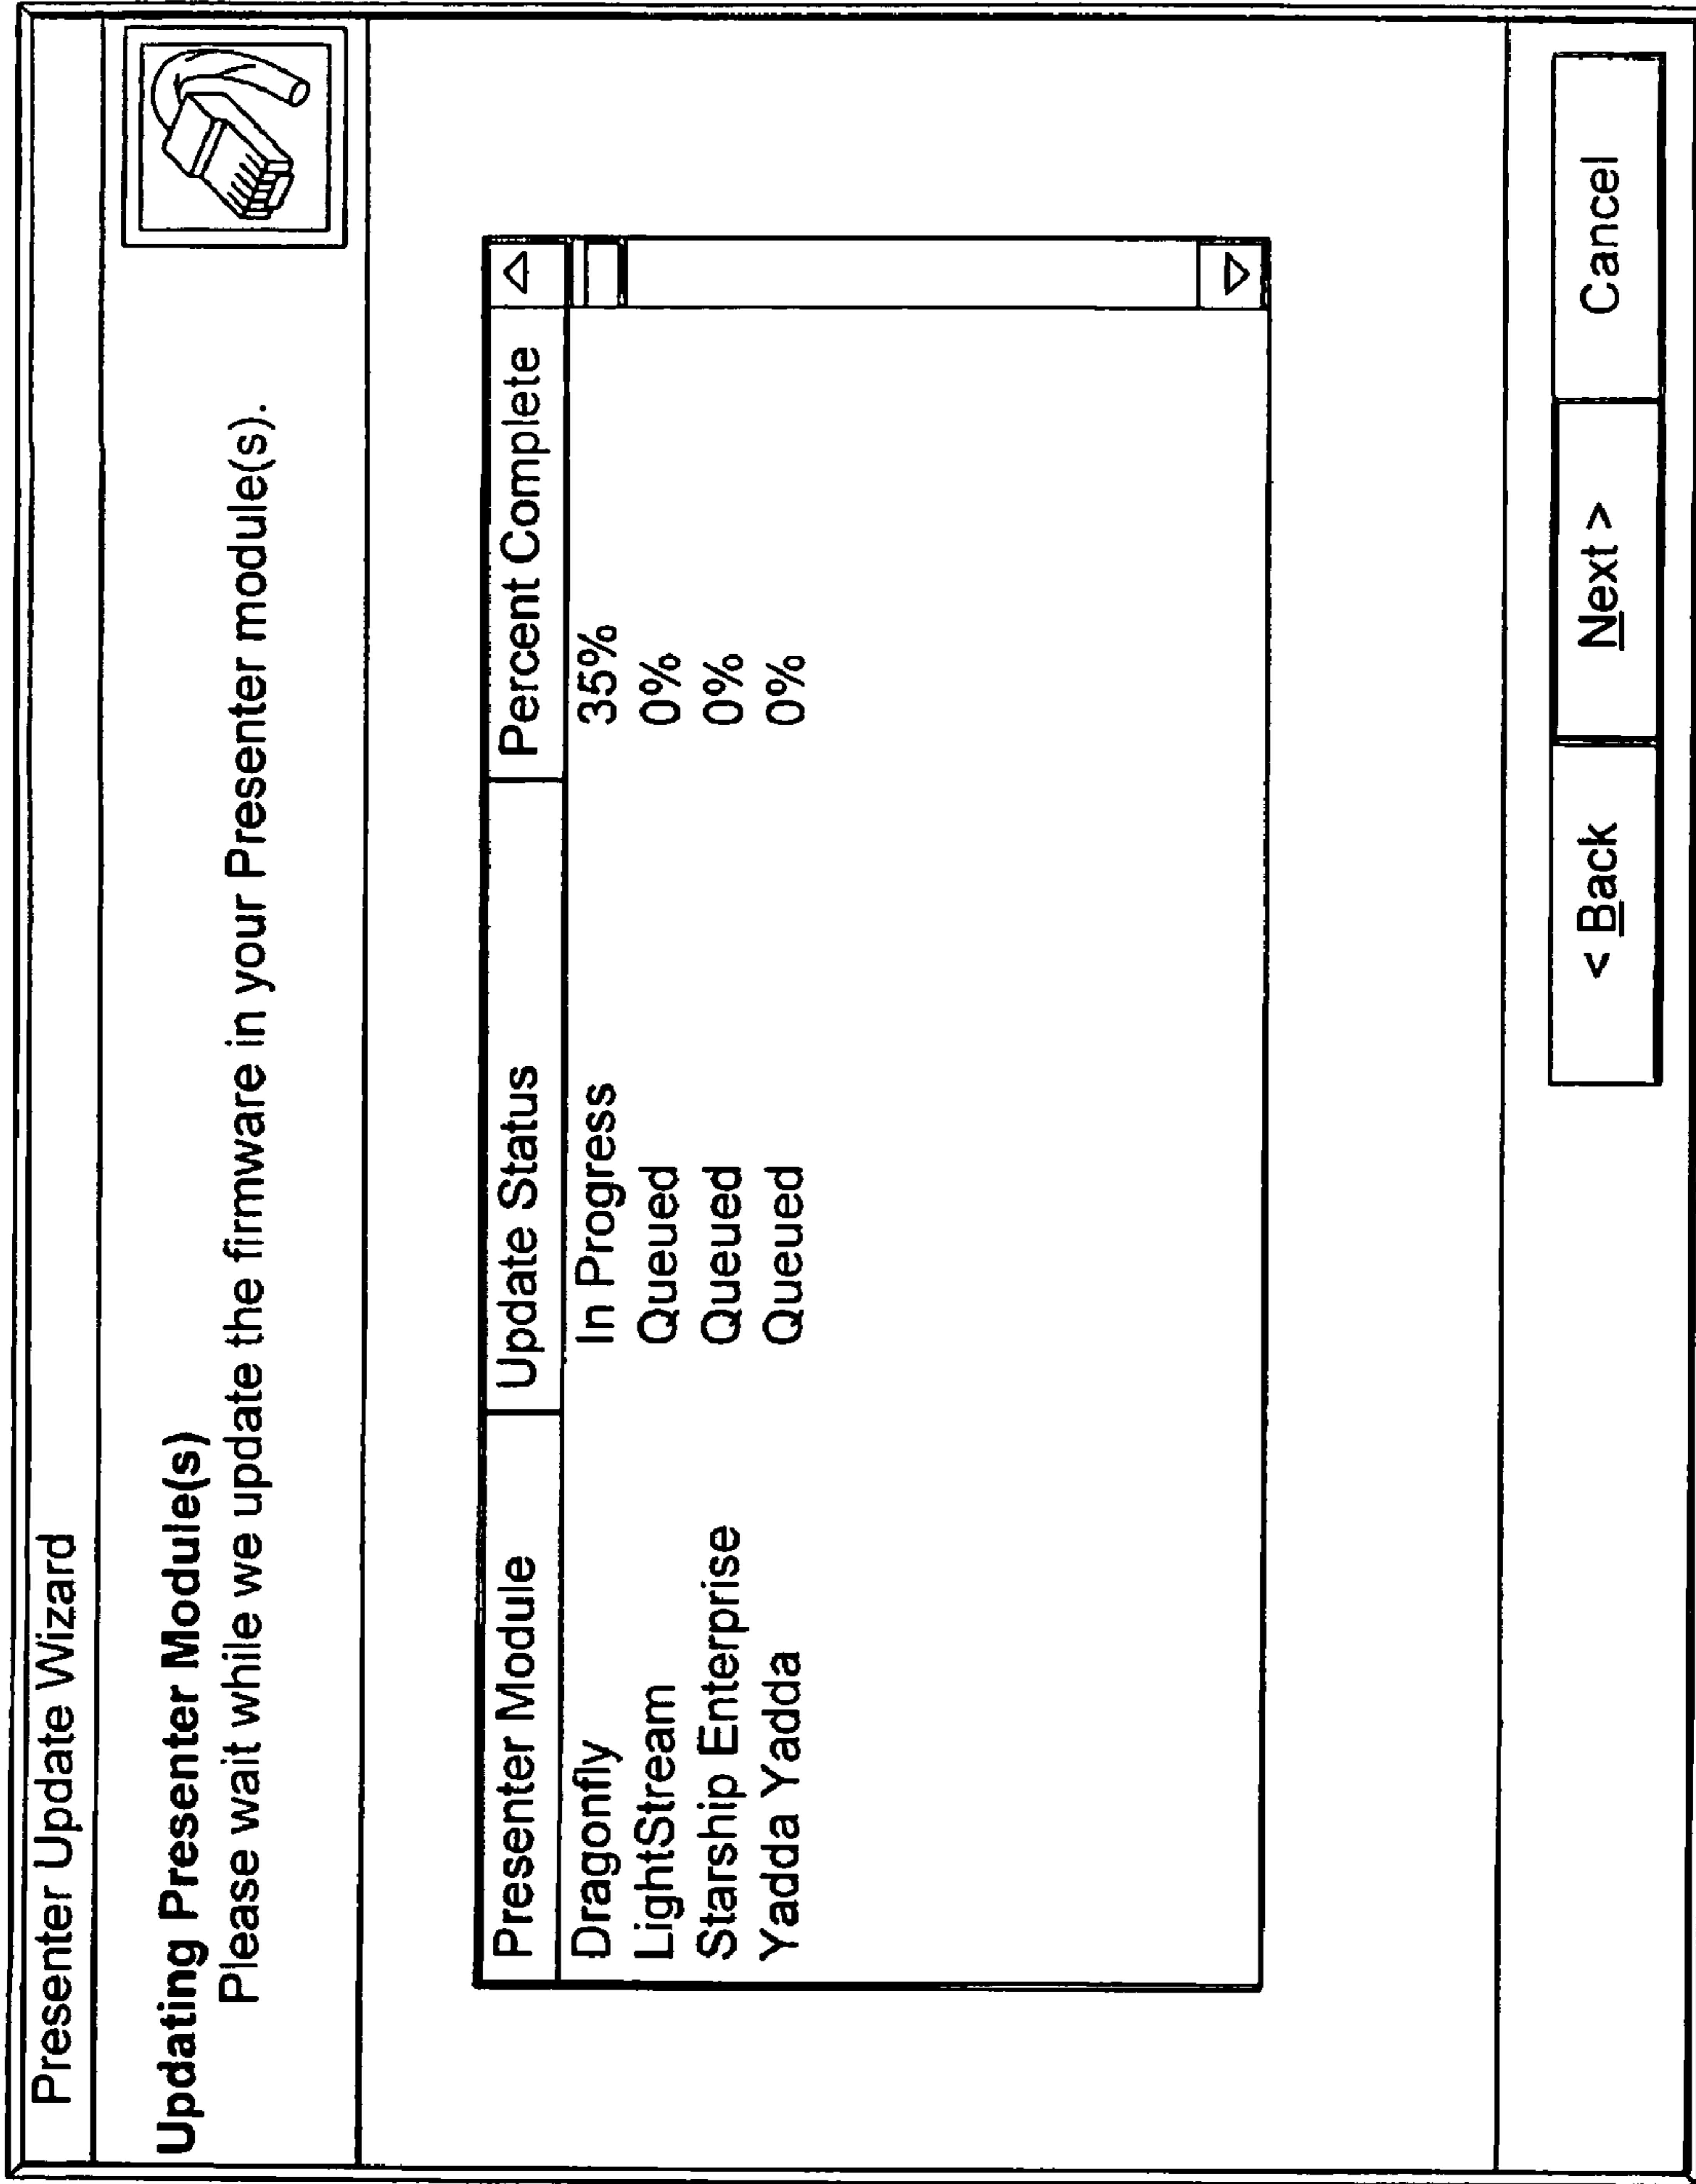 Presenter Update Wizard
Updating Presenter Module(s)
Please wait while we update the firmware in your Presenter module(s).
Presenter Module Update Status Percent Complete
Dragonfly In Progress 35%
LightStream Queued 0%
Starship Enterprise Queued 0%
Yadda Yadda Queued 0%
< Back Next > Cancel